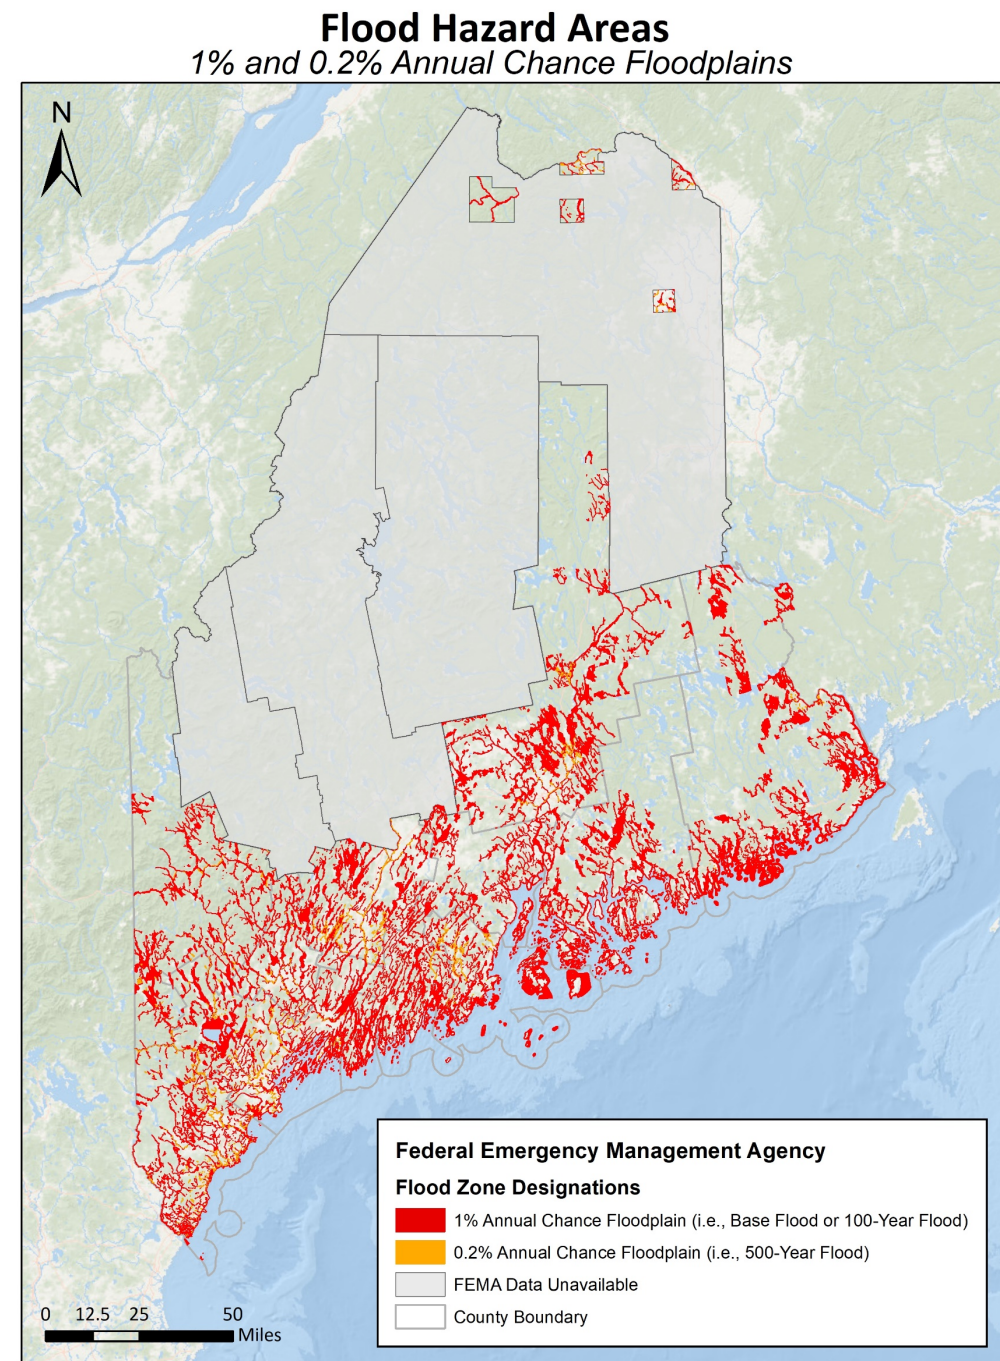 Flood Hazard Areas
1% and 0.2% Annual Chance Floodplains
N
Federal Emergency Management Agency
Flood Zone Designations
1% Annual Chance Floodplain (i.e., Base Flood or 100-Year Flood)
0.2% Annual Chance Floodplain (i.e., 500-Year Flood)
FEMA Data Unavailable
County Boundary
0 12.5 25 50
Miles